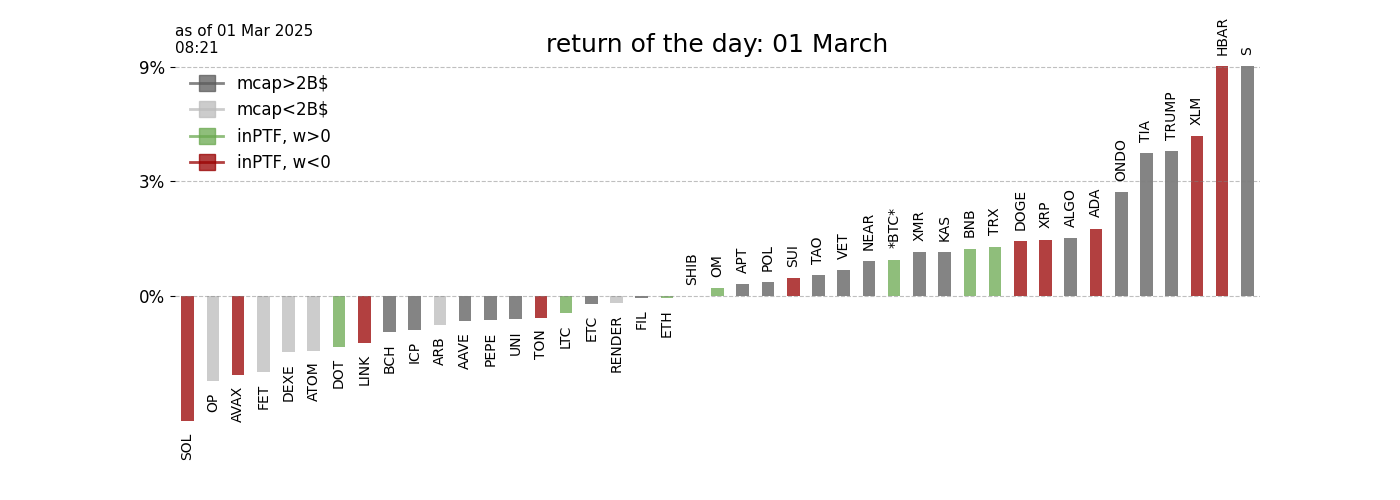 as of 01 Mar 2025
08:21
return of the day: 01 March
9%
3%
0%
mcap>2B$
mcap<2B$
inPTF, w>0
inPTF, w<0
SOL
OP
AVAX
FET
DEXE
ATOM
DOT
LINK
BCH
ICP
ARB
AAVE
PEPE
UNI
TON
LTC
ETC
RENDER
FIL
ETH
SHIB
OM
APT
POL
SUI
TAO
VET
NEAR
*BTC*
XMR
KAS
BNB
TRX
DOGE
XRP
ALGO
ADA
ONDO
TIA
TRUMP
XLM
HBAR
S